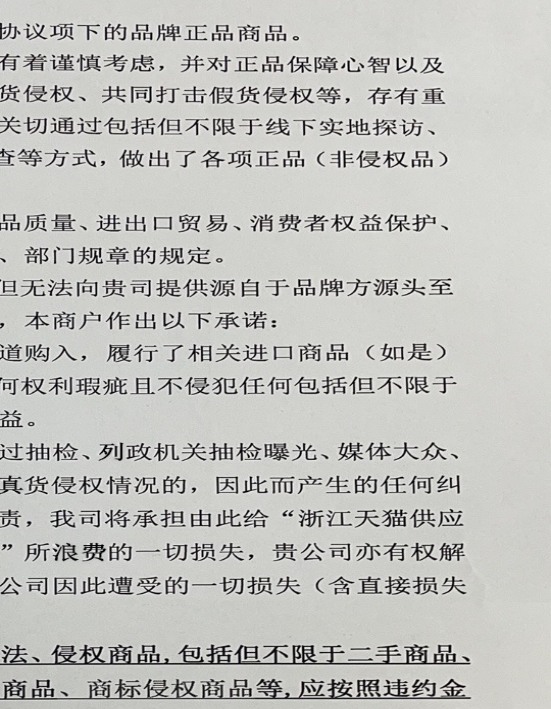 协议项下的品牌正品商品。
有着谨慎考虑，并对正品保障心智以及
货侵权、共同打击假货侵权等，存有重
关切通过包括但不限于线下实地探访、
查等方式，做出了各项正品（非侵权品）
品质量、进出口贸易、消费者权益保护、
、部门规章的规定。
但无法向贵司提供源自于品牌方源头至
，本商户作出以下承诺：
道购入，履行了相关进口商品（如是）
何权利瑕疵且不侵犯任何包括但不限于
益。
过抽检、列政机关抽检曝光、媒体大众、
真货侵权情况的，因此而产生的任何纠
责，我司将承担由此给“浙江天猫供应
”所浪费的一切损失，贵公司亦有权解
公司因此遭受的一切损失（含直接损失
法、侵权商品,包括但不限于二手商品、
商品、商标侵权商品等,应按照违约金